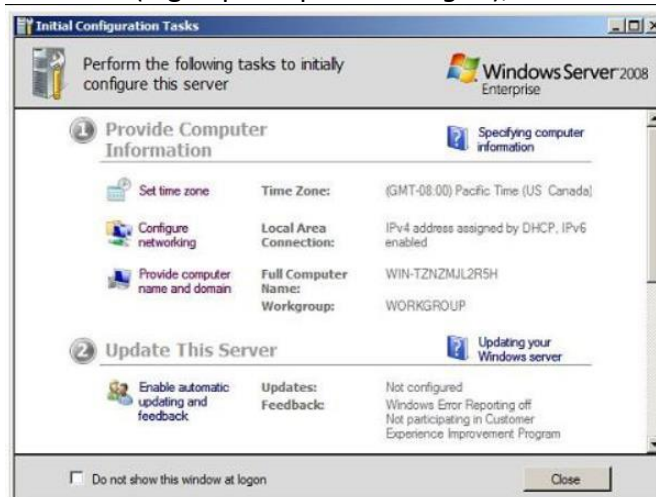 Initial Configuration Tasks
Perform the following tasks to initially
configure this server
Windows Server 2008
Enterprise
1 Provide Computer
Information
Specifying computer
information
Set time zone Time Zone: (GMT-08:00) Pacific Time (US Canada)
Configure
networking
Local Area
Connection:
IPv4 address assigned by DHCP, IPv6
enabled
Provide computer
name and domain
Full Computer
Name:
WIN-TZNZMJL2R5H
Workgroup: WORKGROUP
2 Update This Server
Updating your
Windows server
Enable automatic
updating and
feedback
Updates: Not configured
Feedback: Windows Error Reporting off
Not participating in Customer
Experience Improvement Program
Do not show this window at logon
Close